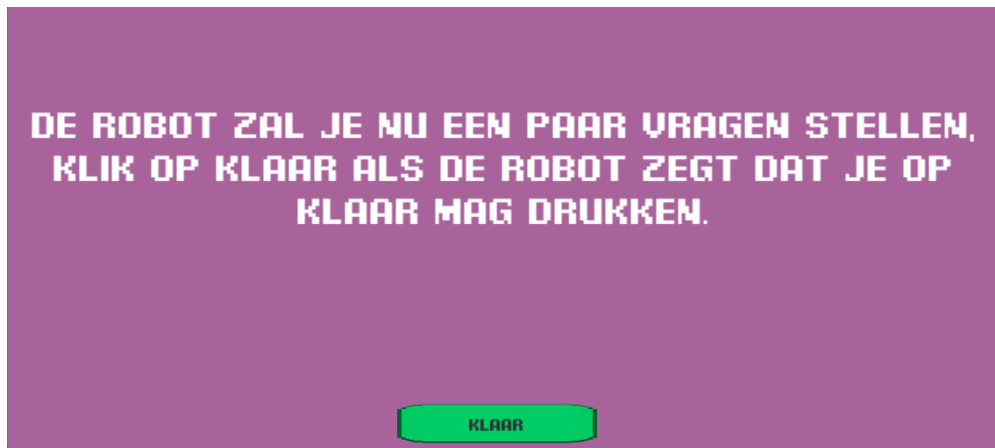 DE ROBOT ZAL JE NU EEN PAAR VRAGEN STELLEN,
KLIK OP KLAAR ALS DE ROBOT ZEGT DAT JE OP
KLAAR MAG DRUKKEN.
KLAAR